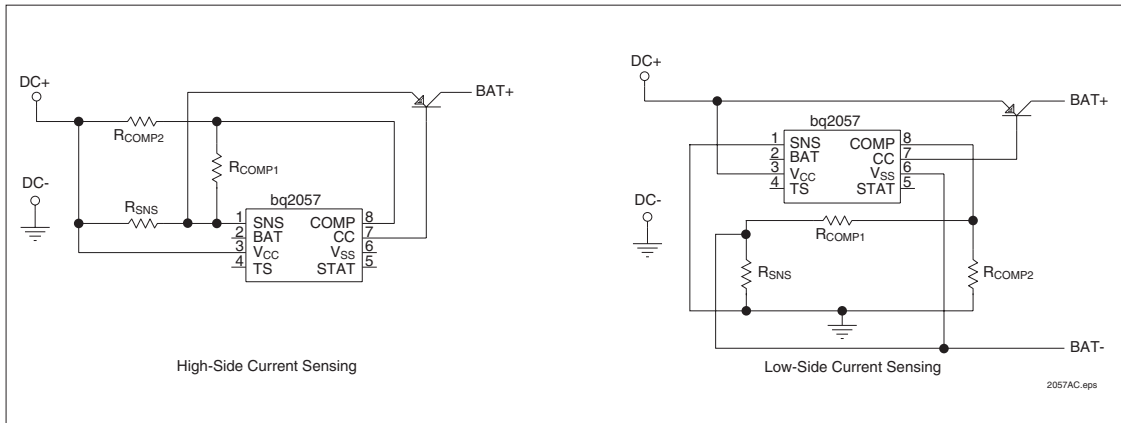 DC+
BAT+
RCOMP2
RCOMP1
DC-
RSNS
bq2057
1 SNS COMP 8
2 BAT CC 7
3 VCC VSS 6
4 TS STAT 5
High-Side Current Sensing
DC+
BAT+
bq2057
1 SNS COMP 8
2 BAT CC 7
3 VCC VSS 6
4 TS STAT 5
DC-
RCOMP1
RSNS
RCOMP2
BAT-
Low-Side Current Sensing
2057AC.eps